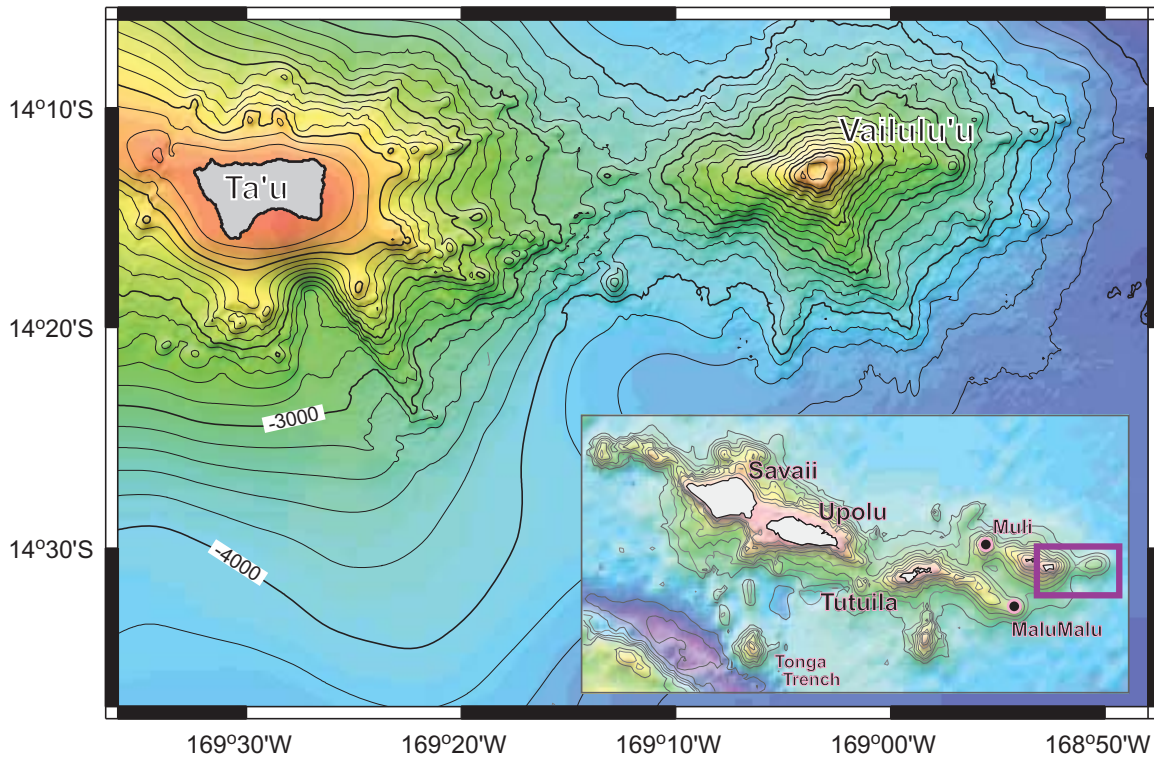 14°10'S
14°20'S
14°30'S
Ta'u
Vailulu'u
-3000
-4000
Savaii
Upolu
Muli
Tutuila
MaluMalu
Tonga
Trench
169°30'W
169°20'W
169°10'W
169°00'W
168°50'W